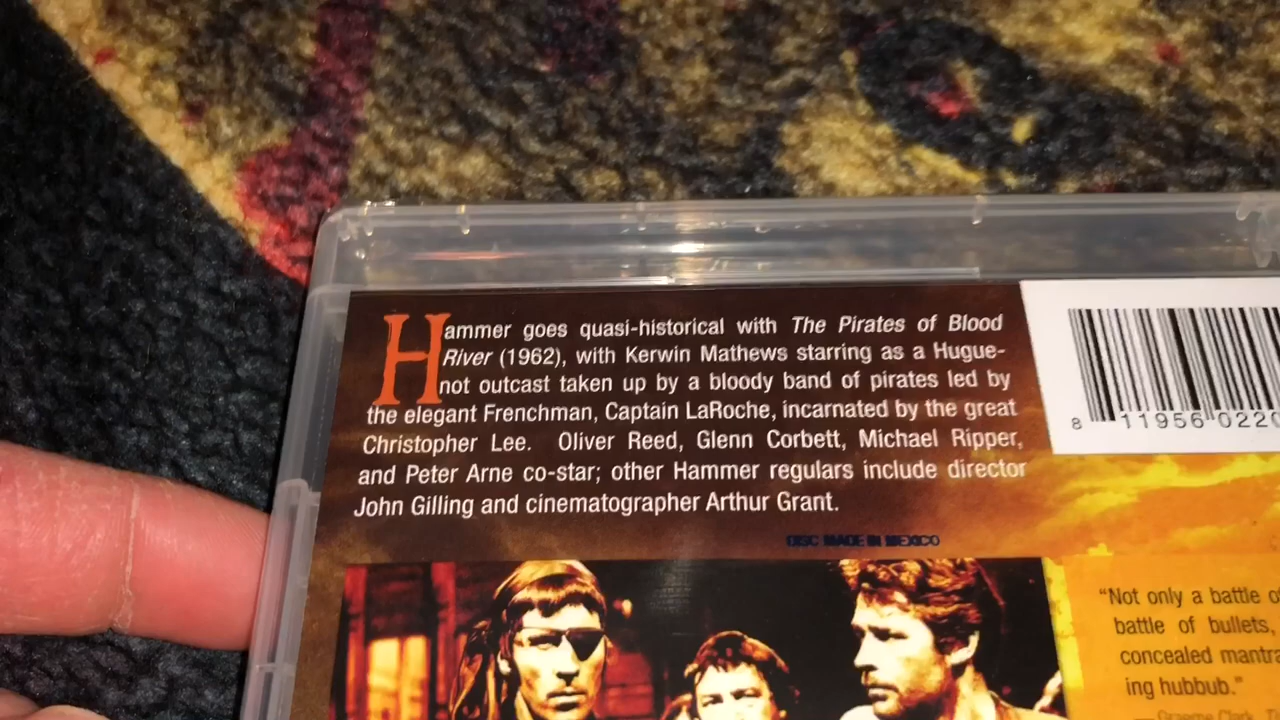 Hammer goes quasi-historical with The Pirates of Blood
River (1962), with Kerwin Mathews starring as a Hugue-
not outcast taken up by a bloody band of pirates led by
the elegant Frenchman, Captain LaRoche, incarnated by the great
Christopher Lee. Oliver Reed, Glenn Corbett, Michael Ripper,
and Peter Arne co-star; other Hammer regulars include director
John Gilling and cinematographer Arthur Grant.
DISC MADE IN MEXICO
8 11956 0220
“Not only a battle of
battle of bullets,
concealed mantra
ing hubbub.”